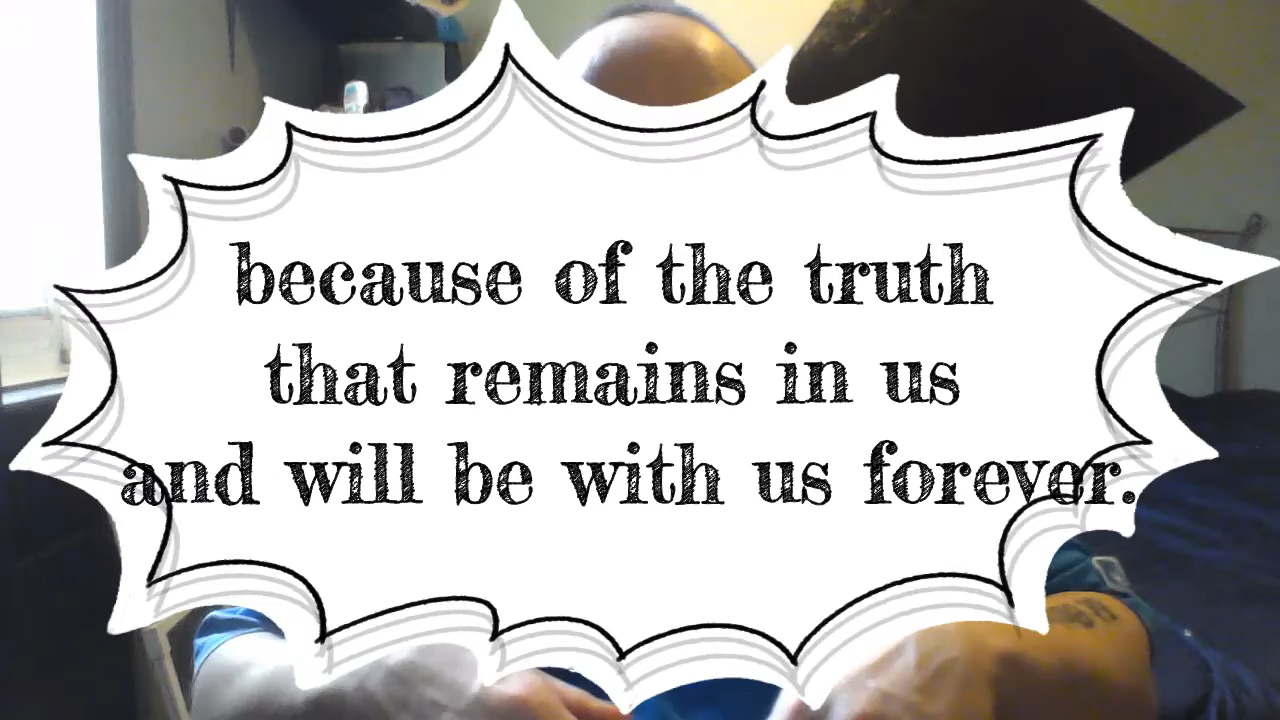 because of the truth
that remains in us
and will be with us forever.